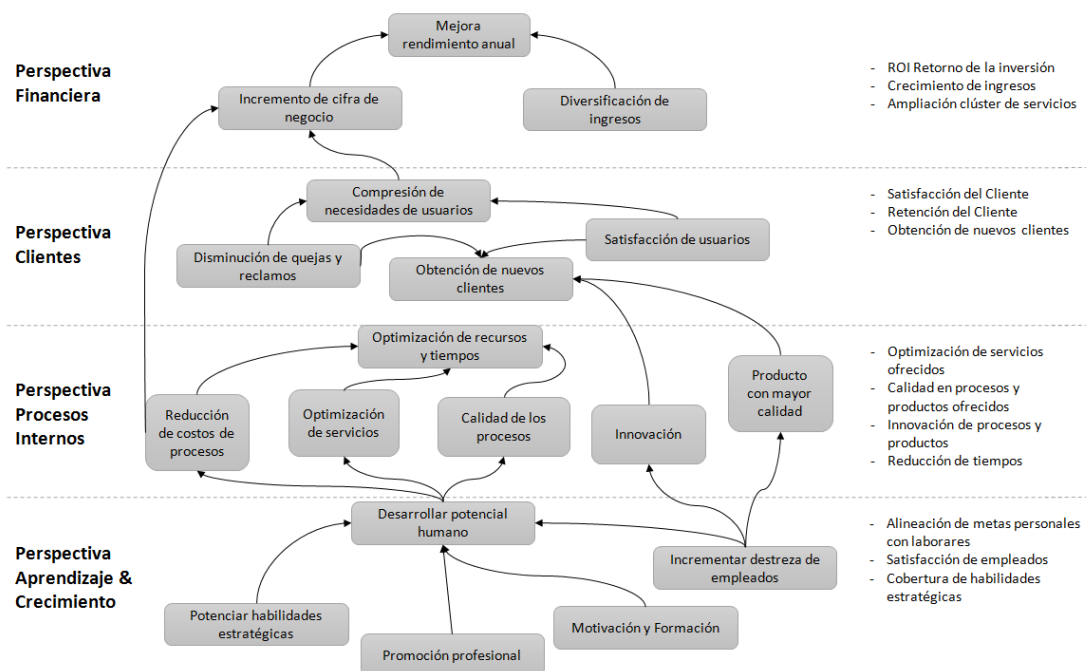 Mejora
rendimiento anual
Perspectiva
Financiera
Incremento de cifra de
negocio
Diversificación de
ingresos
- ROI Retorno de la inversión
- Crecimiento de ingresos
- Ampliación clúster de servicios
Perspectiva
Clientes
Compresión de
necesidades de usuarios
Disminución de quejas y
reclamos
Satisfacción de usuarios
Obtención de nuevos
clientes
- Satisfacción del Cliente
- Retención del Cliente
- Obtención de nuevos clientes
Perspectiva
Procesos
Internos
Optimización de recursos
y tiempos
Reducción
de costos de
procesos
Optimización
de servicios
Calidad de los
procesos
Innovación
Producto
con mayor
calidad
- Optimización de servicios
ofrecidos
- Calidad en procesos y
productos ofrecidos
- Innovación de procesos y
productos
- Reducción de tiempos
Perspectiva
Aprendizaje &
Crecimiento
Desarrollar potencial
humano
Incrementar destreza de
empleados
Potenciar habilidades
estratégicas
Promoción profesional
Motivación y Formación
- Alineación de metas personales
con laborares
- Satisfacción de empleados
- Cobertura de habilidades
estratégicas